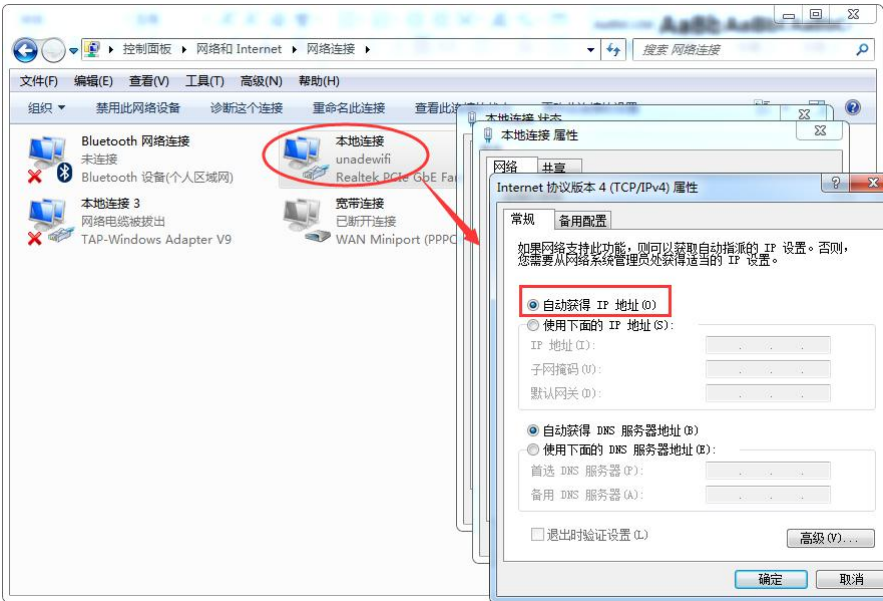 控制面板 ▸ 网络和 Internet ▸ 网络连接 ▸
搜索 网络连接
文件(F) 编辑(E) 查看(V) 工具(T) 高级(N) 帮助(H)
组织 禁用此网络设备 诊断这个连接 重命名此连接
Bluetooth 网络连接
未连接
Bluetooth 设备(个人区域网)
本地连接
unadewifi
Realtek PCIe GbE Fa
本地连接 3
网络电缆被拔出
TAP-Windows Adapter V9
宽带连接
已断开连接
WAN Miniport (PPPO
本地连接 状态
本地连接 属性
网络 共享
Internet 协议版本 4 (TCP/IPv4) 属性
常规 备用配置
如果网络支持此功能，则可以获取自动指派的 IP 设置。否则，
您需要从网络系统管理员处获得适当的 IP 设置。
自动获得 IP 地址(O)
使用下面的 IP 地址(S):
IP 地址(I):
子网掩码(U):
默认网关(D):
自动获得 DNS 服务器地址(B)
使用下面的 DNS 服务器地址(E):
首选 DNS 服务器(P):
备用 DNS 服务器(A):
退出时验证设置(L)
高级(V)...
确定 取消